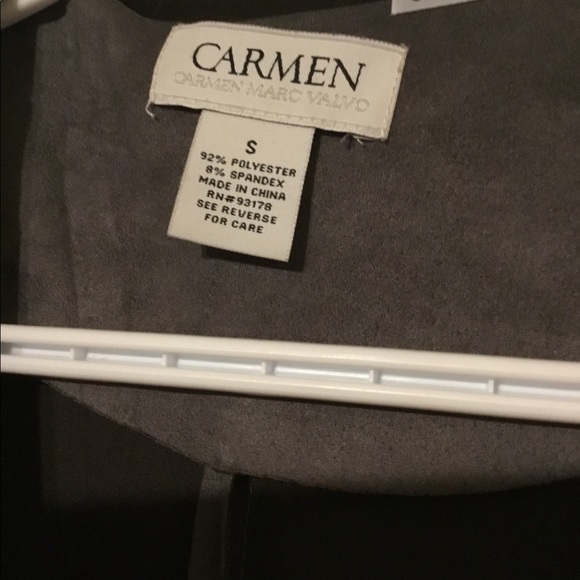 CARMEN
CARMEN MARC VALVO
S
92% POLYESTER
8% SPANDEX
MADE IN CHINA
RN#93178
SEE REVERSE
FOR CARE